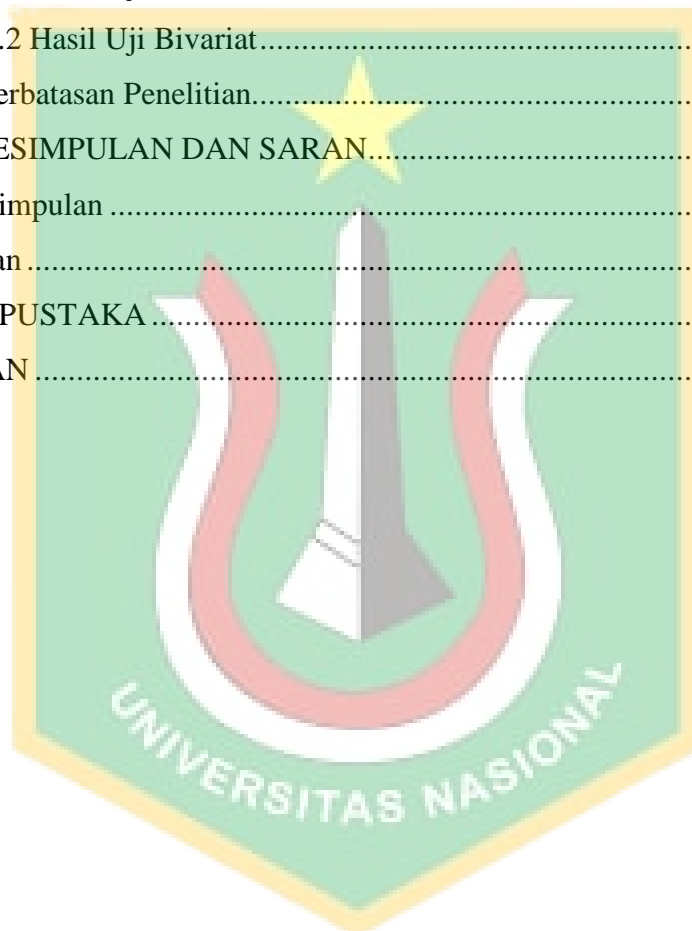 .2 Hasil Uji Bivariat..............................................................................
erbatasan Penelitian..............................................................................
ESIMPULAN DAN SARAN..........................................................
impulan ..............................................................................................
an ........................................................................................................
PUSTAKA ........................................................................................
AN .......................................................................................................
UNIVERSITAS NASIONAL